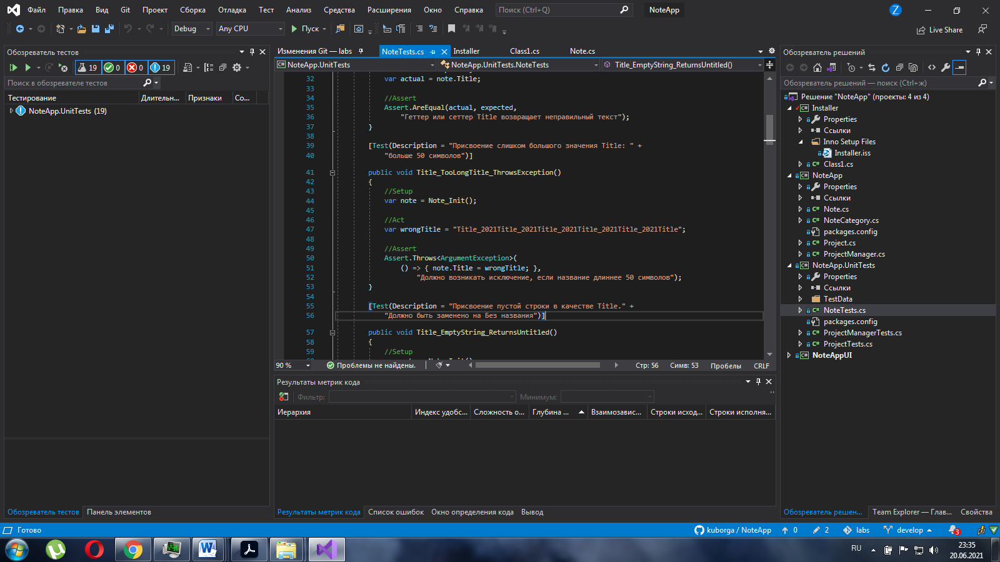 Файл Правка Вид Git Проект Сборка Отладка Тест Анализ Средства Расширения Окно Справка Поиск (Ctrl+Q) NoteApp Z
Debug Any CPU Пуск Live Share
Обозреватель тестов
19 0 0 19
Поиск в обозревателе тестов
Тестирование Длительн... Признаки Со...
NoteApp.UnitTests (19)
Обозреватель тестов Панель элементов
Изменения Git — labs NoteTests.cs Installer Class1.cs Note.cs
NoteApp.UnitTests NoteApp.UnitTests.NoteTests Title_EmptyString_ReturnsUntitled()
32 var actual = note.Title;
33
34 //Assert
35 Assert.AreEqual(actual, expected,
36 "Геттер или сеттер Title возвращает неправильный текст");
37 }
38
39 [Test(Description = "Присвоение слишком большого значения Title: " +
40 "больше 50 символов")]
41 public void Title_TooLongTitle_ThrowsException()
42 {
43 //Setup
44 var note = Note_Init();
45
46 //Act
47 var wrongTitle = "Title_2021Title_2021Title_2021Title_2021Title_2021Title";
48
49 //Assert
50 Assert.Throws<ArgumentException>(
51 () => { note.Title = wrongTitle; },
52 "Должно возникать исключение, если название длиннее 50 символов");
53 }
54
55 [Test(Description = "Присвоение пустой строки в качестве Title." +
56 "Должно быть заменено на Без названия")]
57 public void Title_EmptyString_ReturnsUntitled()
58 {
59 //Setup
90 % Проблемы не найдены. Стр: 56 Симв: 53 Пробелы CRLF
Результаты метрик кода
Фильтр: Минимум:
Иерархия Индекс удобс... Сложность о... Глубина ... Взаимозавис... Строки исход... Строки исполня...
Результаты метрик кода Список ошибок Окно определения кода Вывод
Обозреватель решений
Обозреватель решений — поиск (Ctrl+ж)
Решение "NoteApp" (проекты: 4 из 4)
Installer
Properties
Ссылки
Inno Setup Files
Installer.iss
C# Class1.cs
NoteApp
Properties
Ссылки
C# Note.cs
C# NoteCategory.cs
packages.config
C# Project.cs
C# ProjectManager.cs
NoteApp.UnitTests
Properties
Ссылки
TestData
C# NoteTests.cs
packages.config
C# ProjectManagerTests.cs
C# ProjectTests.cs
NoteAppUI
Обозреватель решен... Team Explorer — Глав... Свойства
Готово kuborga / NoteApp 0 2 labs develop 3
RU 23:35
20.06.2021